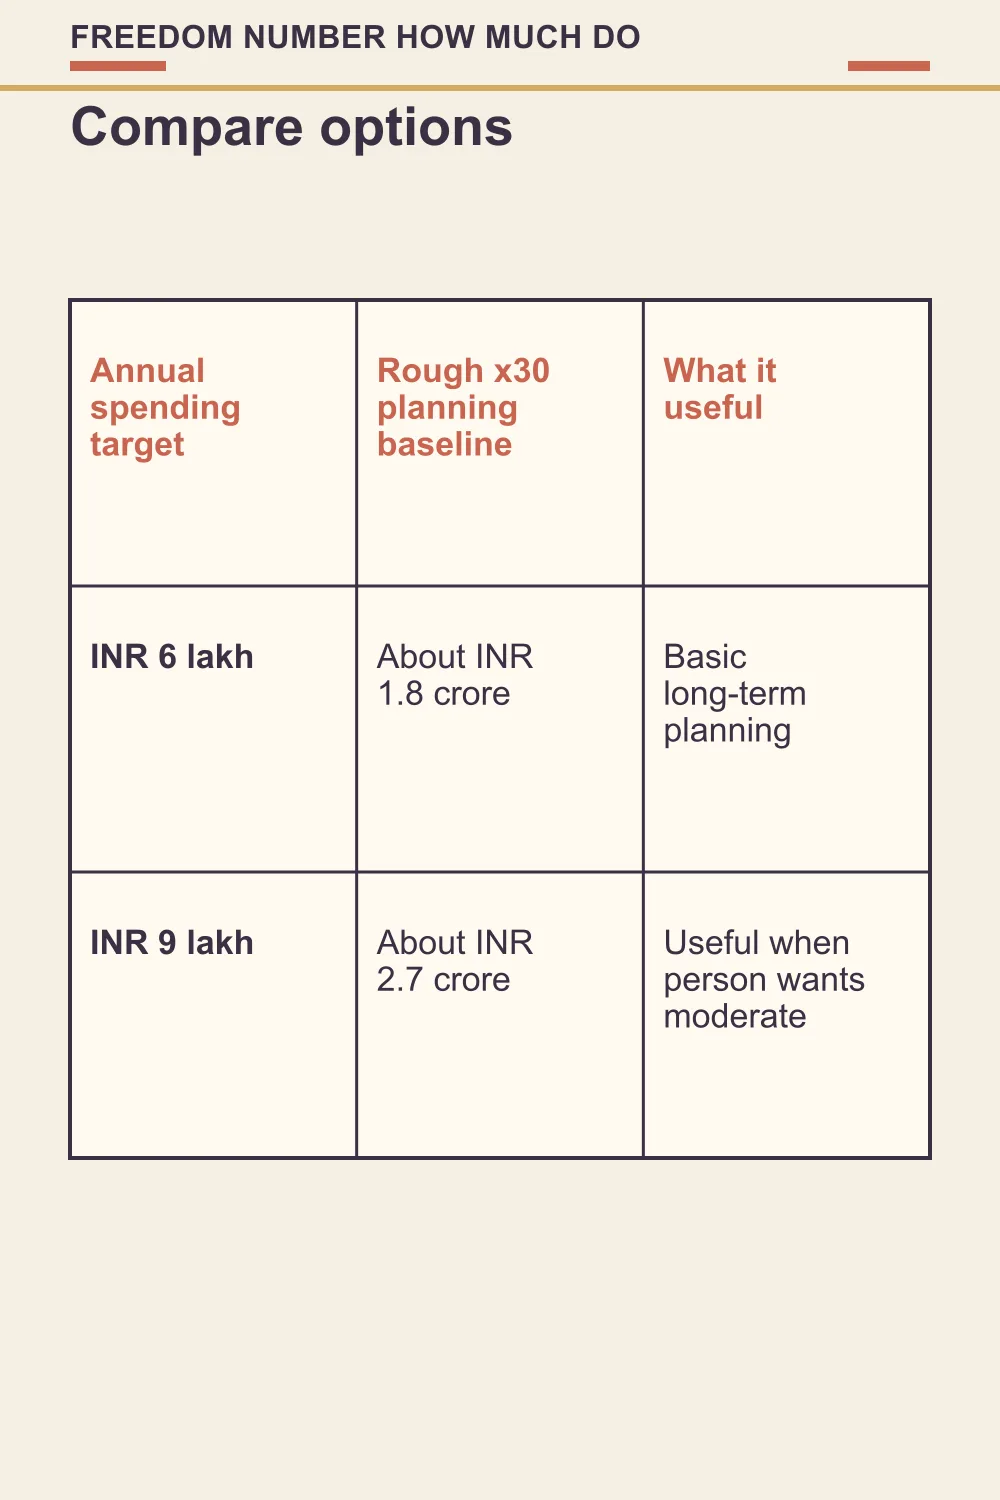 FREEDOM NUMBER HOW MUCH DO
Compare options
Annual
spending
target
Rough x30
planning
baseline
What it
useful
INR 6 lakh
About INR
1.8 crore
Basic
long-term
planning
INR 9 lakh
About INR
2.7 crore
Useful when
person wants
moderate